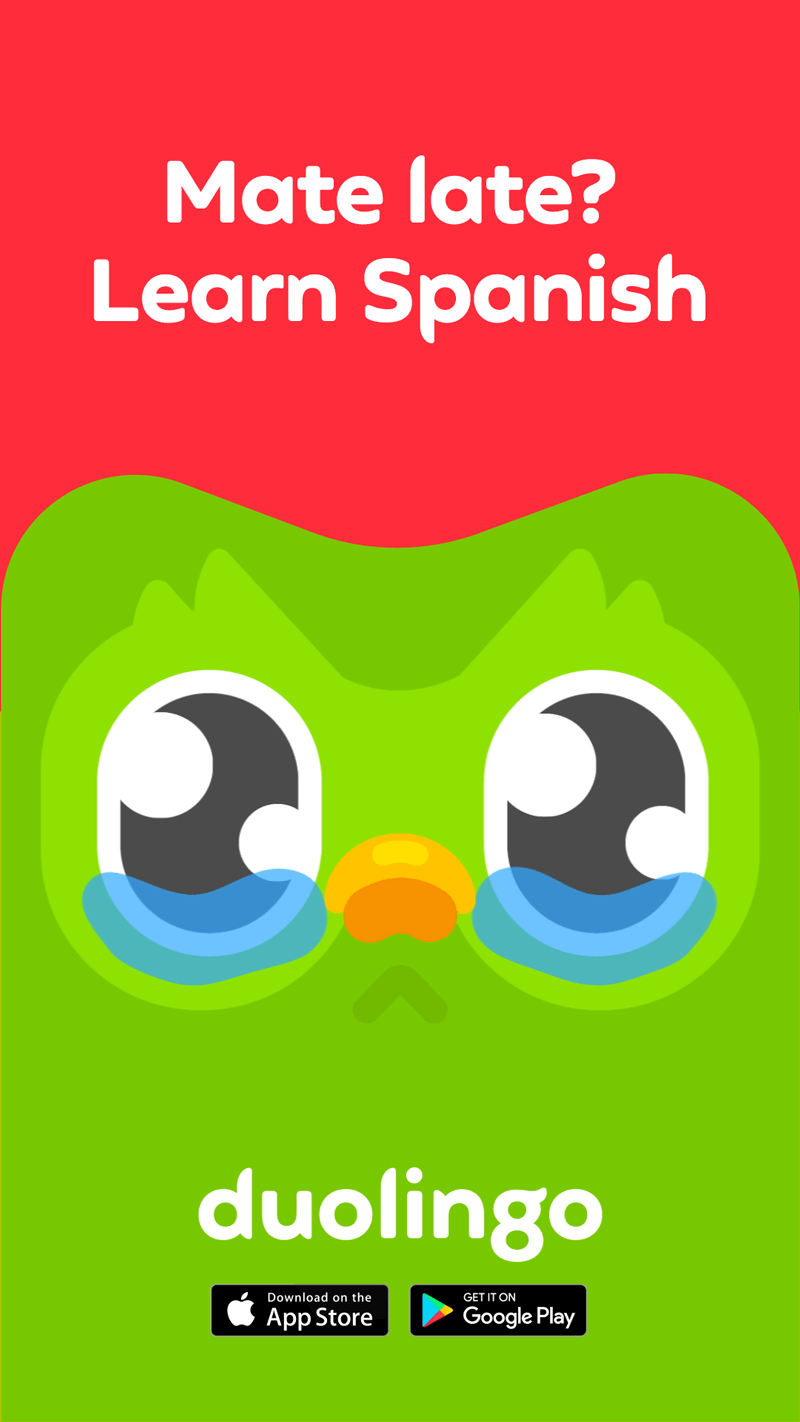 Mate late?
Learn Spanish
duolingo
Download on the
App Store
GET IT ON
Google Play